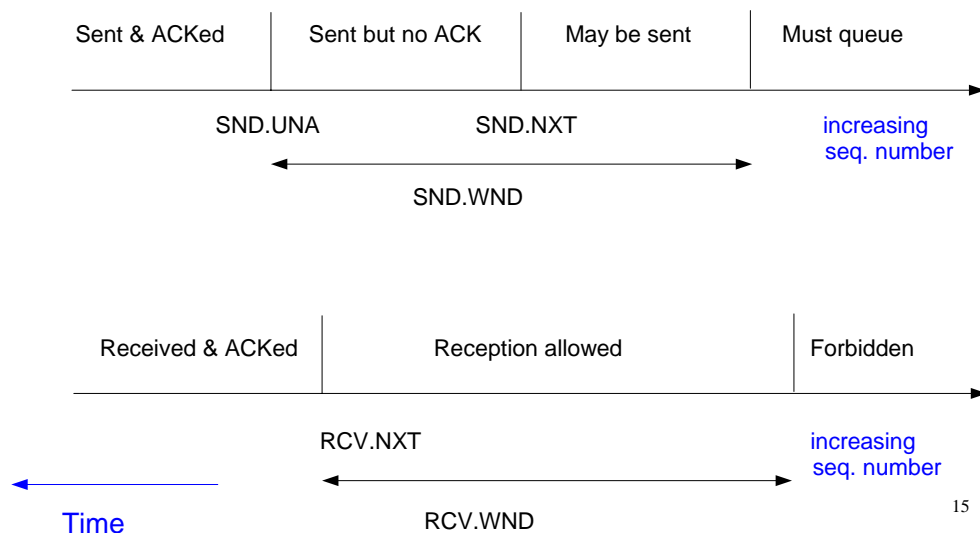 Sent & ACKed Sent but no ACK May be sent Must queue
SND.UNA SND.NXT increasing
seq. number
SND.WND
Received & ACKed Reception allowed Forbidden
RCV.NXT increasing
seq. number
Time RCV.WND 15